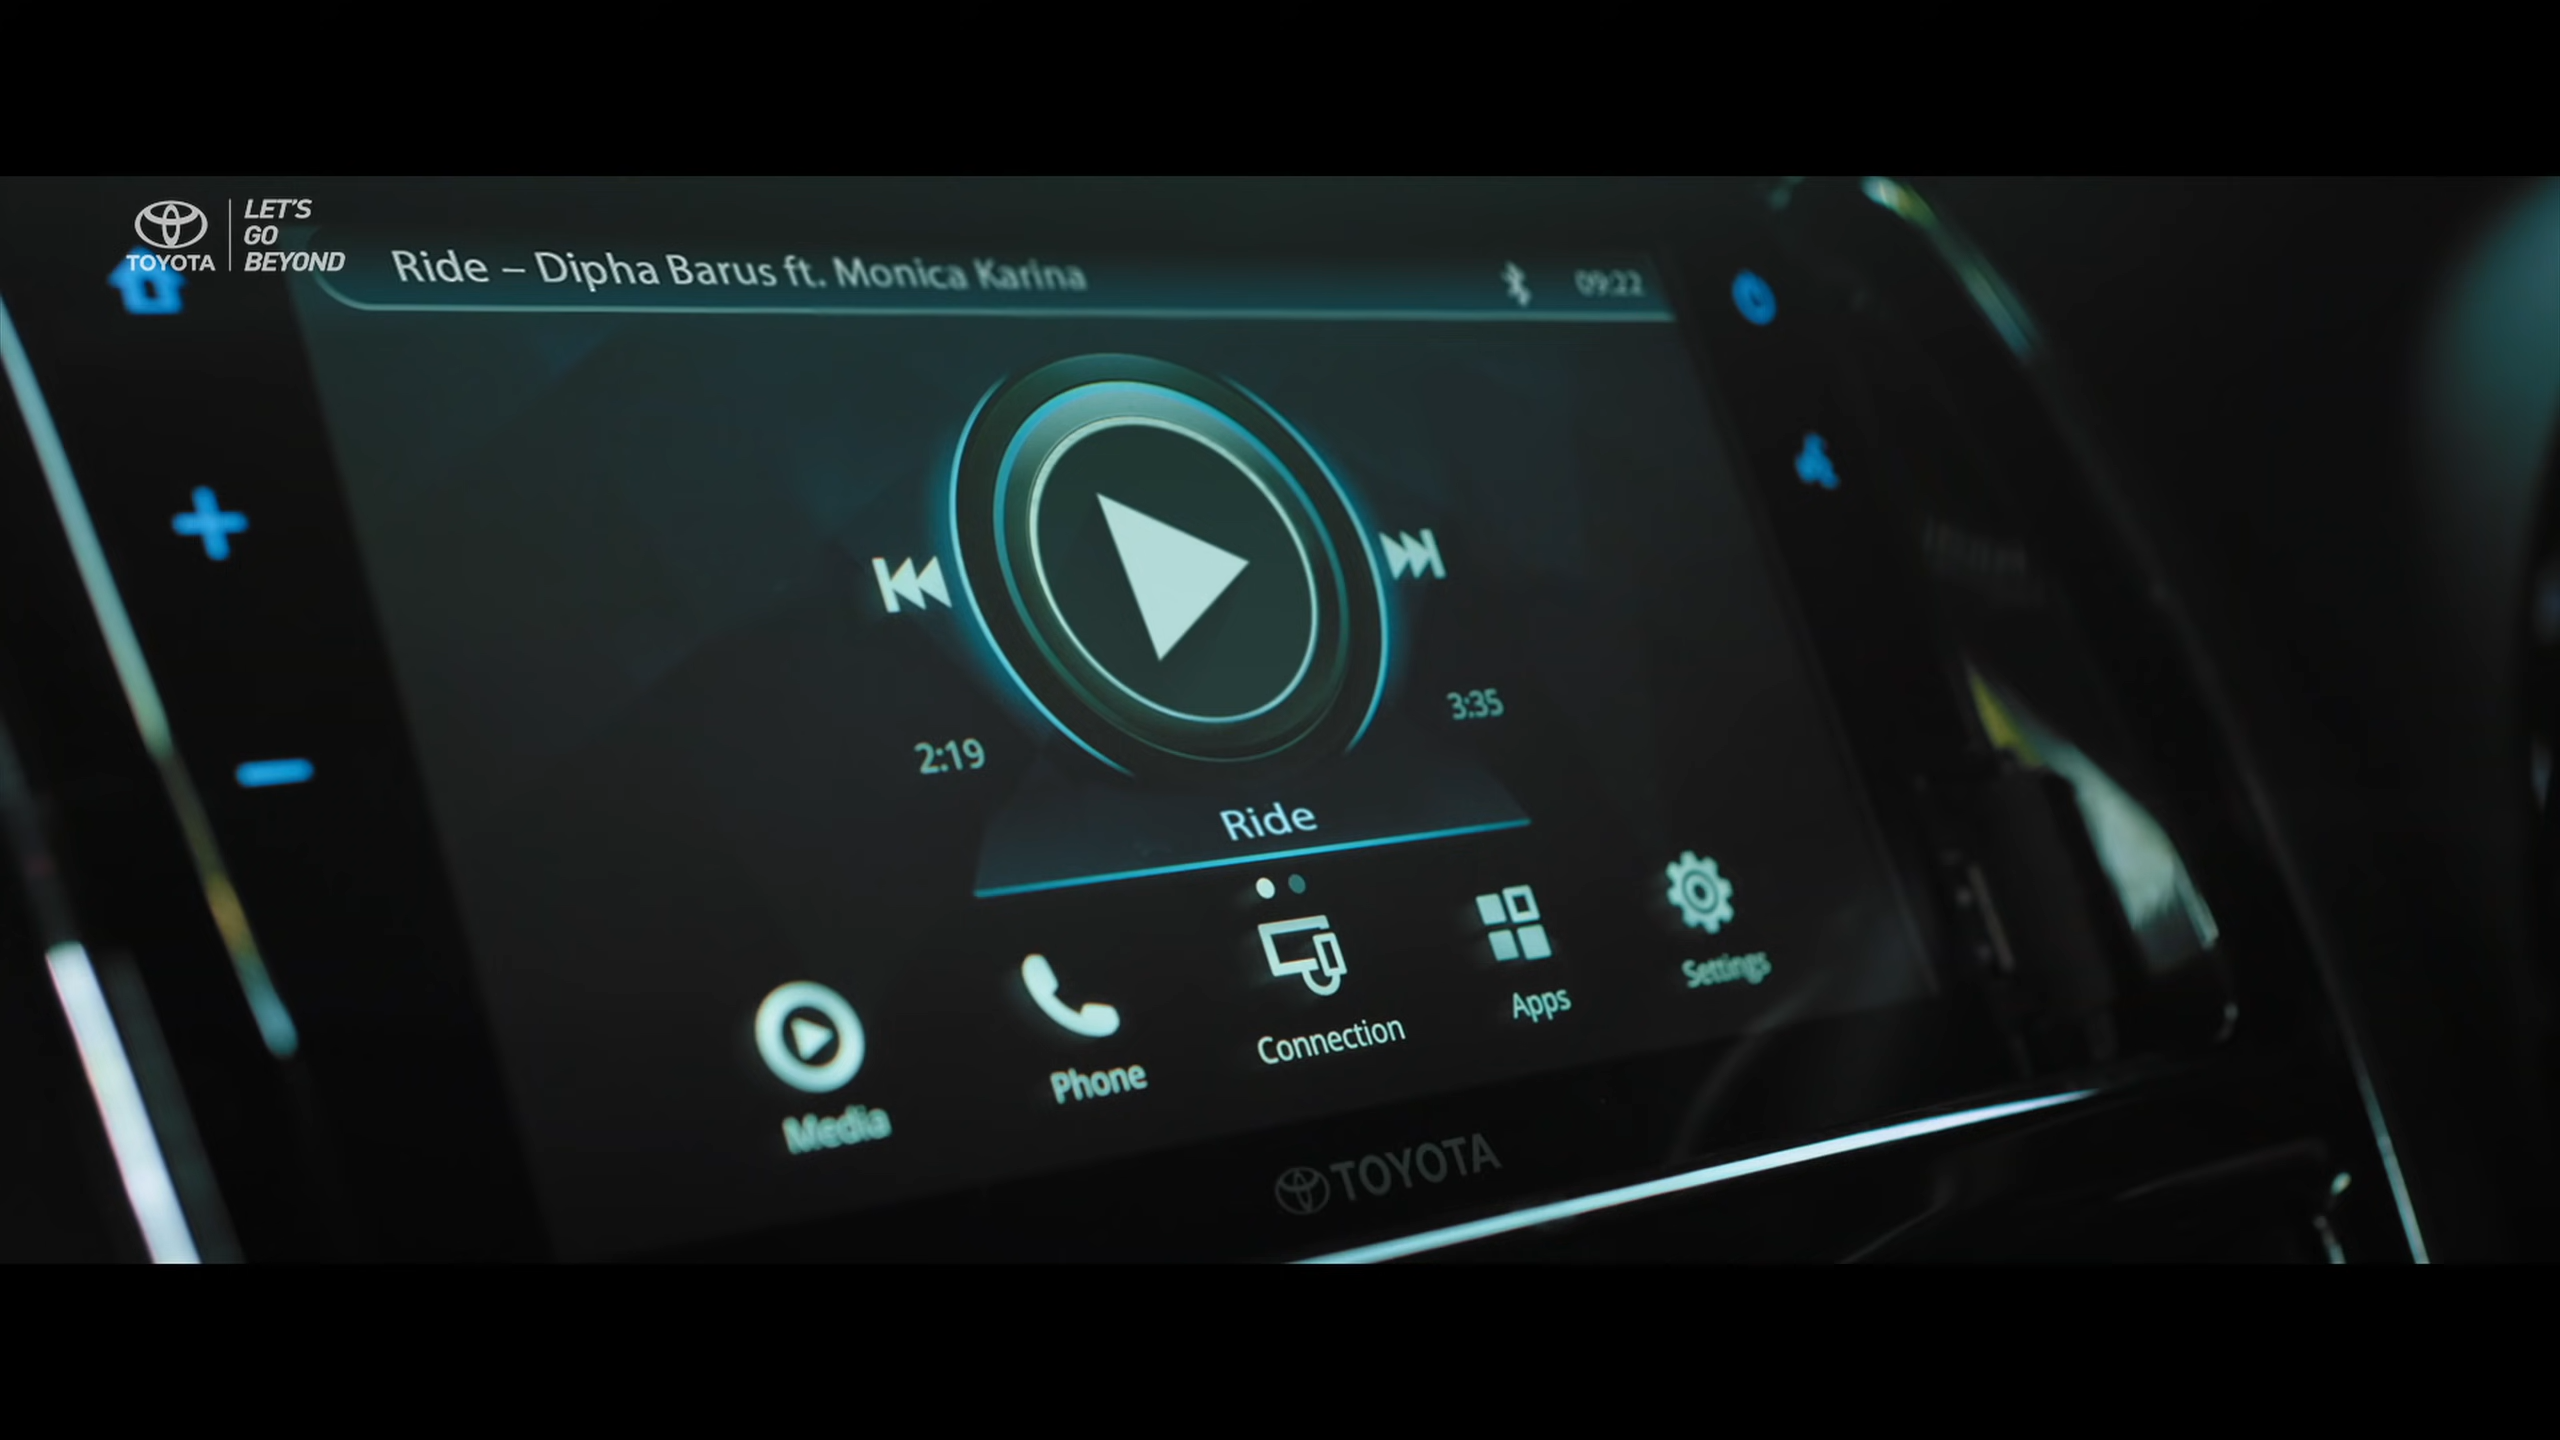 TOYOTA
LET'S
GO
BEYOND
Ride – Dipha Barus ft. Monica Karina
09:22
2:19
3:35
Ride
Media
Phone
Connection
Apps
Settings
TOYOTA